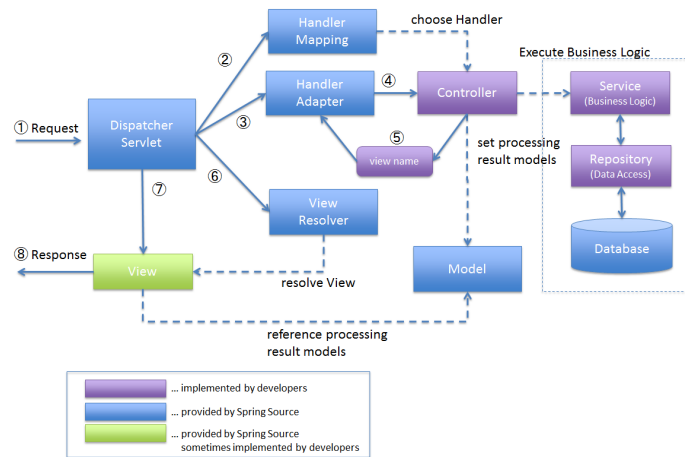 Handler
Mapping
②
choose Handler
Execute Business Logic
Handler
Adapter
④
Controller
Service
(Business Logic)
① Request
Dispatcher
Servlet
③
⑤
view name
set processing
result models
Repository
(Data Access)
⑦
⑥
View
Resolver
⑧ Response
View
resolve View
Model
Database
reference processing
result models
... implemented by developers
... provided by Spring Source
... provided by Spring Source
sometimes implemented by developers